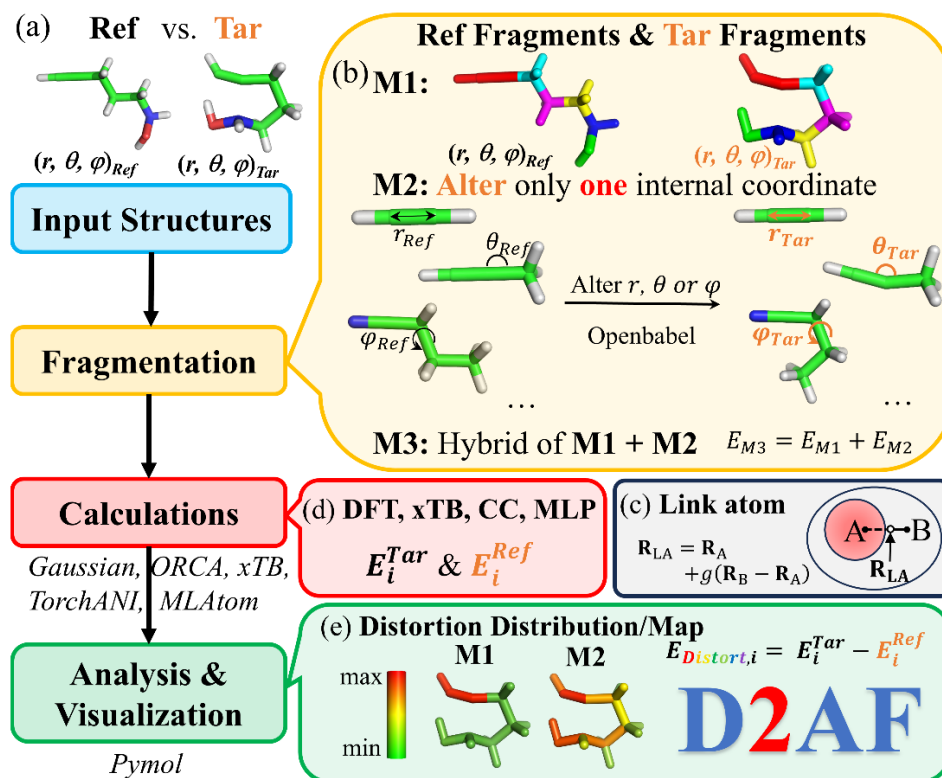 (a) Ref vs. Tar
(r, θ, φ)Ref (r, θ, φ)Tar
Input Structures
Fragmentation
Calculations
Gaussian, ORCA, xTB,
TorchANI, MLAtom
Analysis &
Visualization
Pymol
Ref Fragments & Tar Fragments
(b) M1:
(r, θ, φ)Ref (r, θ, φ)Tar
M2: Alter only one internal coordinate
rRef rTar
θRef θTar
Alter r, θ or φ
Openbabel
φRef φTar
... ...
M3: Hybrid of M1 + M2 EM3 = EM1 + EM2
(d) DFT, xTB, CC, MLP
EiTar & EiRef
(c) Link atom
A B
RLA = RA
+g(RB − RA)
RLA
(e) Distortion Distribution/Map
M1 M2
max
min
EDistort,i = EiTar − EiRef
D2AF